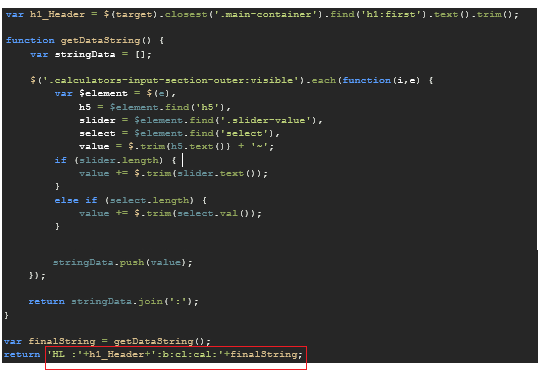 var h1_Header = $(target).closest('.main-container').find('h1:first').text().trim();
function getDataString() {
var stringData = [];
$('.calculators-input-section-outer:visible').each(function(i,e) {
var $element = $(e),
h5 = $element.find('h5'),
slider = $element.find('.slider-value'),
select = $element.find('select'),
value = $.trim(h5.text()) + '~';
if (slider.length) {
value += $.trim(slider.text());
}
else if (select.length) {
value += $.trim(select.val());
}
stringData.push(value);
});
return stringData.join(':');
}
var finalString = getDataString();
return 'HL :'+h1_Header+':b:cl:cal:'+finalString;